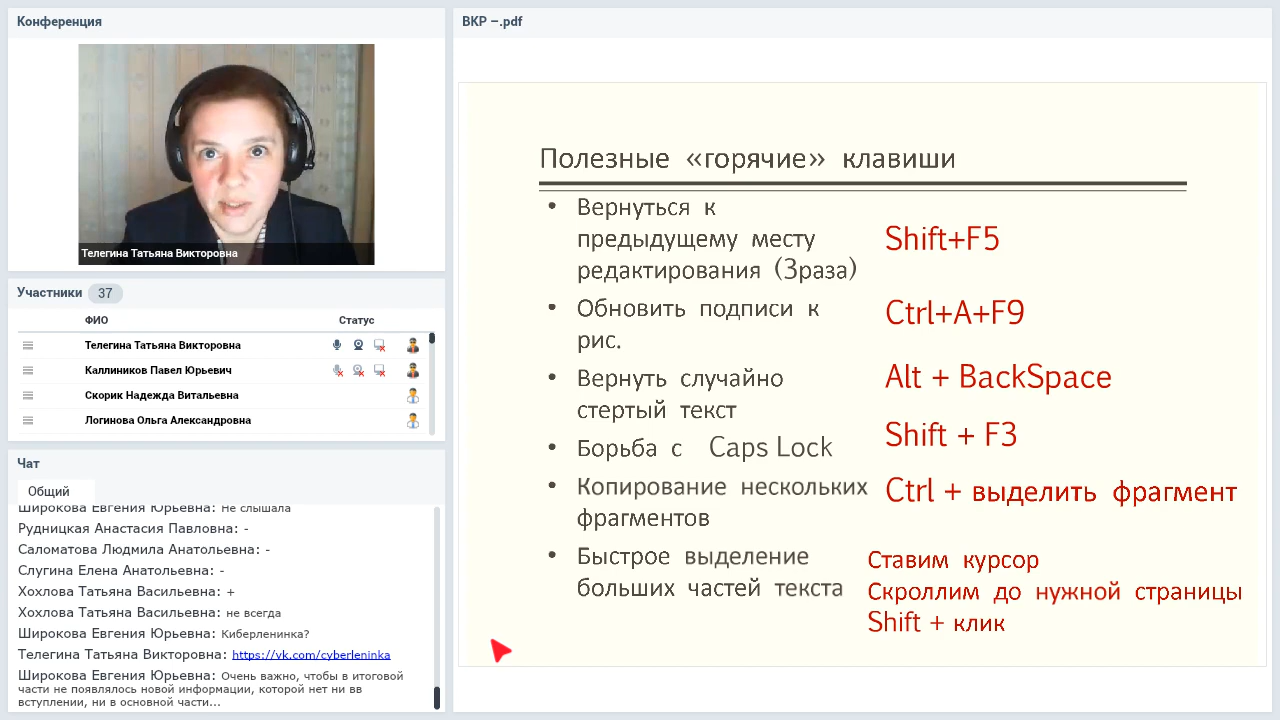 Конференция
Телегина Татьяна Викторовна
Участники 37
ФИО Статус
Телегина Татьяна Викторовна
Каллиников Павел Юрьевич
Скорик Надежда Витальевна
Логинова Ольга Александровна
Чат
Общий
Широкова Евгения Юрьевна: не слышала
Рудницкая Анастасия Павловна: -
Саломатова Людмила Анатольевна: -
Слугина Елена Анатольевна: -
Хохлова Татьяна Васильевна: +
Хохлова Татьяна Васильевна: не всегда
Широкова Евгения Юрьевна: Киберленинка?
Телегина Татьяна Викторовна: https://vk.com/cyberleninka
Широкова Евгения Юрьевна: Очень важно, чтобы в итоговой
части не появлялось новой информации, которой нет ни вв
вступлении, ни в основной части...
ВКР –.pdf
Полезные «горячие» клавиши
• Вернуться к
предыдущему месту
редактирования (3раза)
Shift+F5
• Обновить подписи к
рис.
Ctrl+A+F9
• Вернуть случайно
стертый текст
Alt + BackSpace
• Борьба с Caps Lock
Shift + F3
• Копирование нескольких
фрагментов
Ctrl + выделить фрагмент
• Быстрое выделение
больших частей текста
Ставим курсор
Скроллим до нужной страницы
Shift + клик